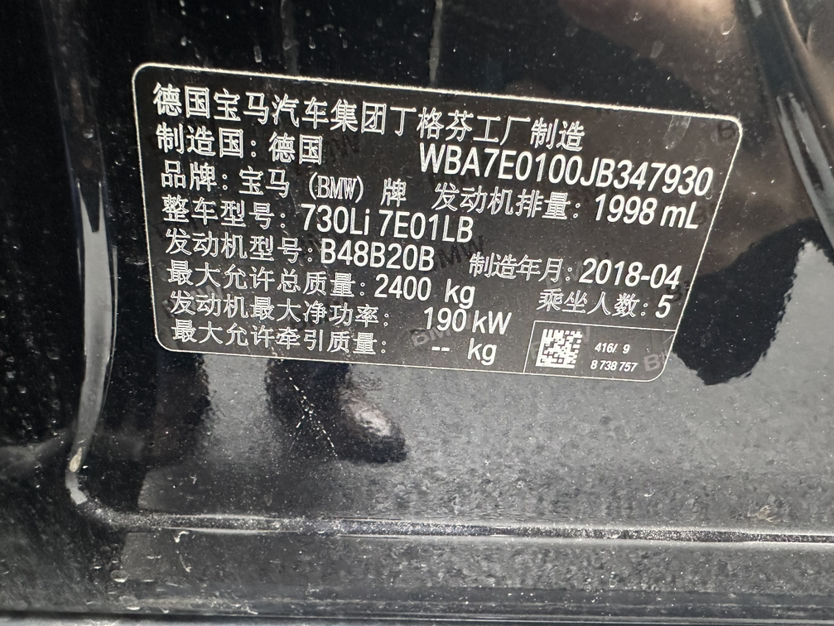 德国宝马汽车集团丁格芬工厂制造
制造国：德国 WBA7E0100JB347930
品牌：宝马 (BMW) 牌 发动机排量：1998 mL
整车型号：730Li 7E01LB
发动机型号：B48B20B 制造年月：2018-04
最大允许总质量：2400 kg 乘坐人数：5
发动机最大净功率： 190 kW
最大允许牵引质量： -- kg
416/ 9
8 738 757